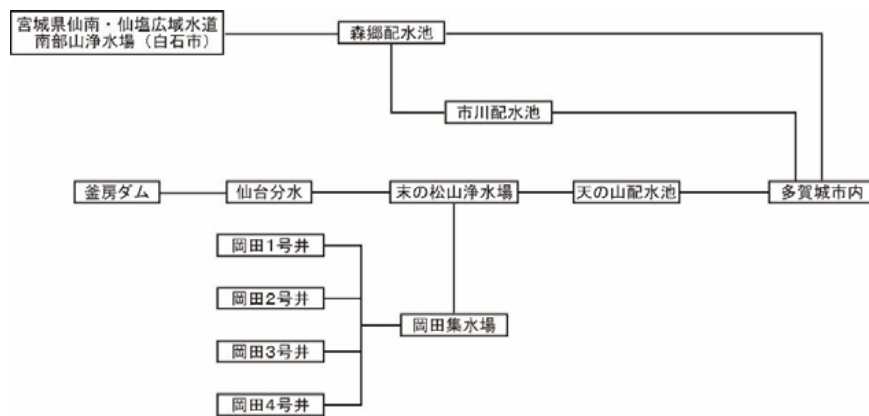 宮城県仙南・仙塩広域水道
南部山浄水場（白石市）
森郷配水池
市川配水池
釜房ダム
仙台分水
末の松山浄水場
天の山配水池
多賀城市内
岡田1号井
岡田2号井
岡田集水場
岡田3号井
岡田4号井